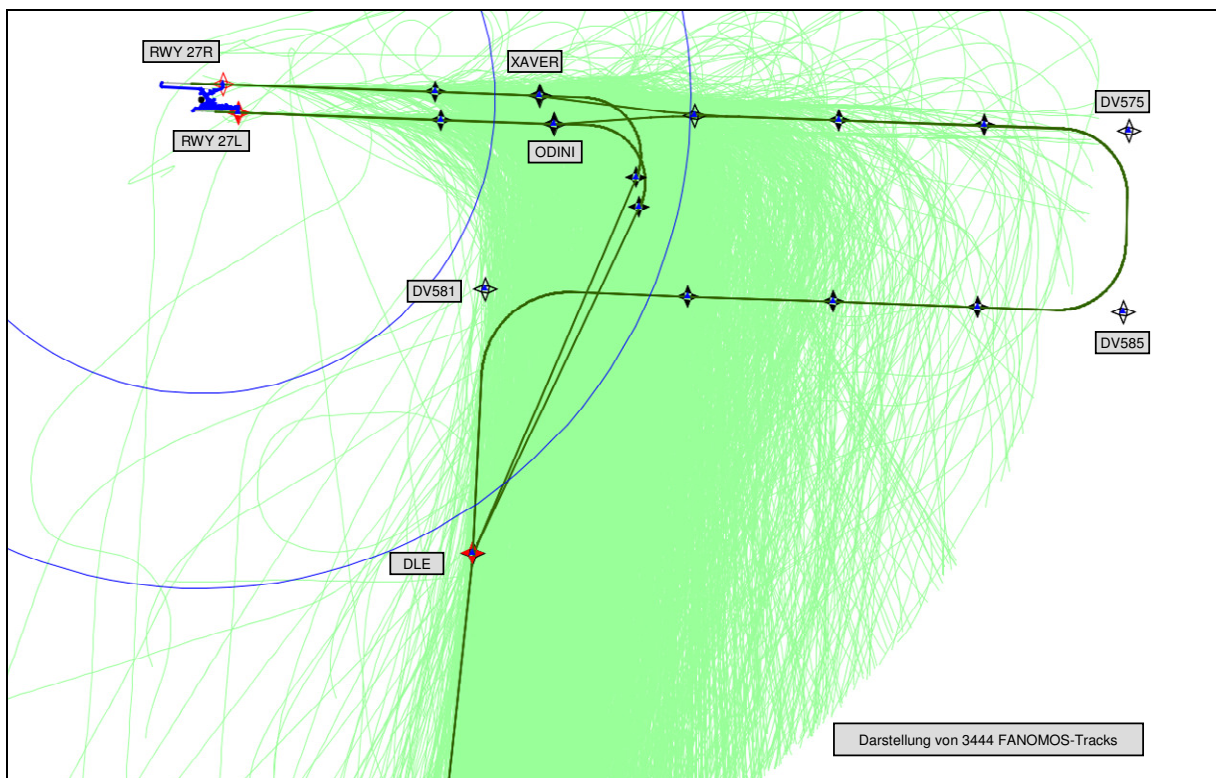 RWY 27R
XAVER
DV575
RWY 27L
ODINI
DV581
DV585
DLE
Darstellung von 3444 FANOMOS-Tracks